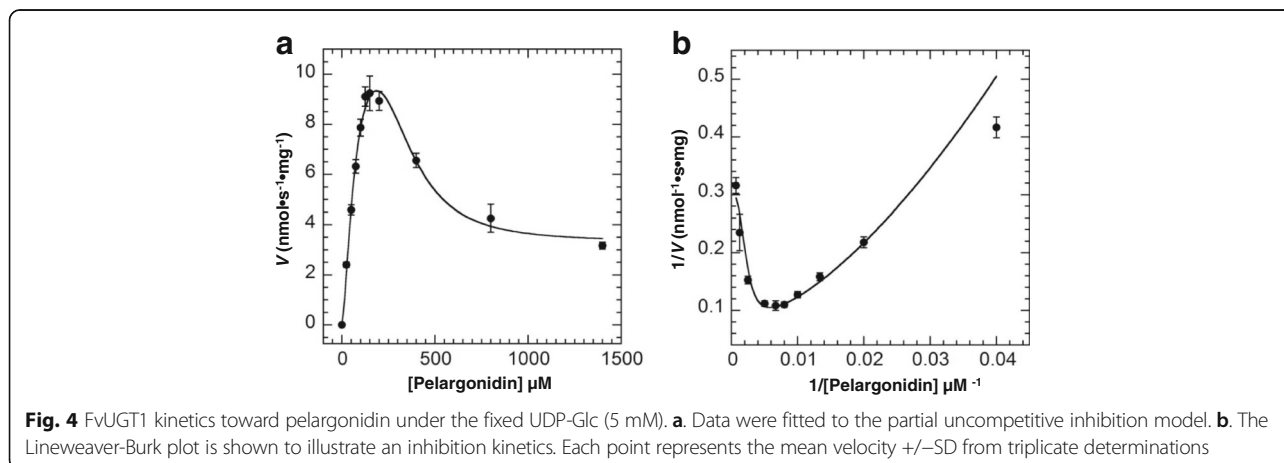 a
b
10
8
6
4
2
0
V (nmol•s⁻¹•mg⁻¹)
0
500
1000
1500
[Pelargonidin] μM
0.5
0.4
0.3
0.2
0.1
1/V (nmol⁻¹•s•mg)
0
0.01
0.02
0.03
0.04
1/[Pelargonidin] μM ⁻¹
Fig. 4 FvUGT1 kinetics toward pelargonidin under the fixed UDP-Glc (5 mM). a. Data were fitted to the partial uncompetitive inhibition model. b. The
Lineweaver-Burk plot is shown to illustrate an inhibition kinetics. Each point represents the mean velocity +/−SD from triplicate determinations